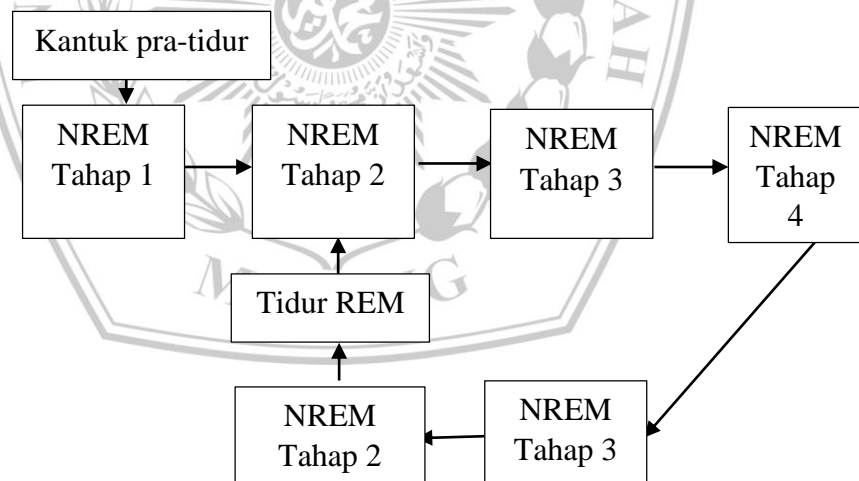 Kantuk pra-tidur
NREM
Tahap 1
NREM
Tahap 2
NREM
Tahap 3
NREM
Tahap
4
Tidur REM
NREM
Tahap 2
NREM
Tahap 3